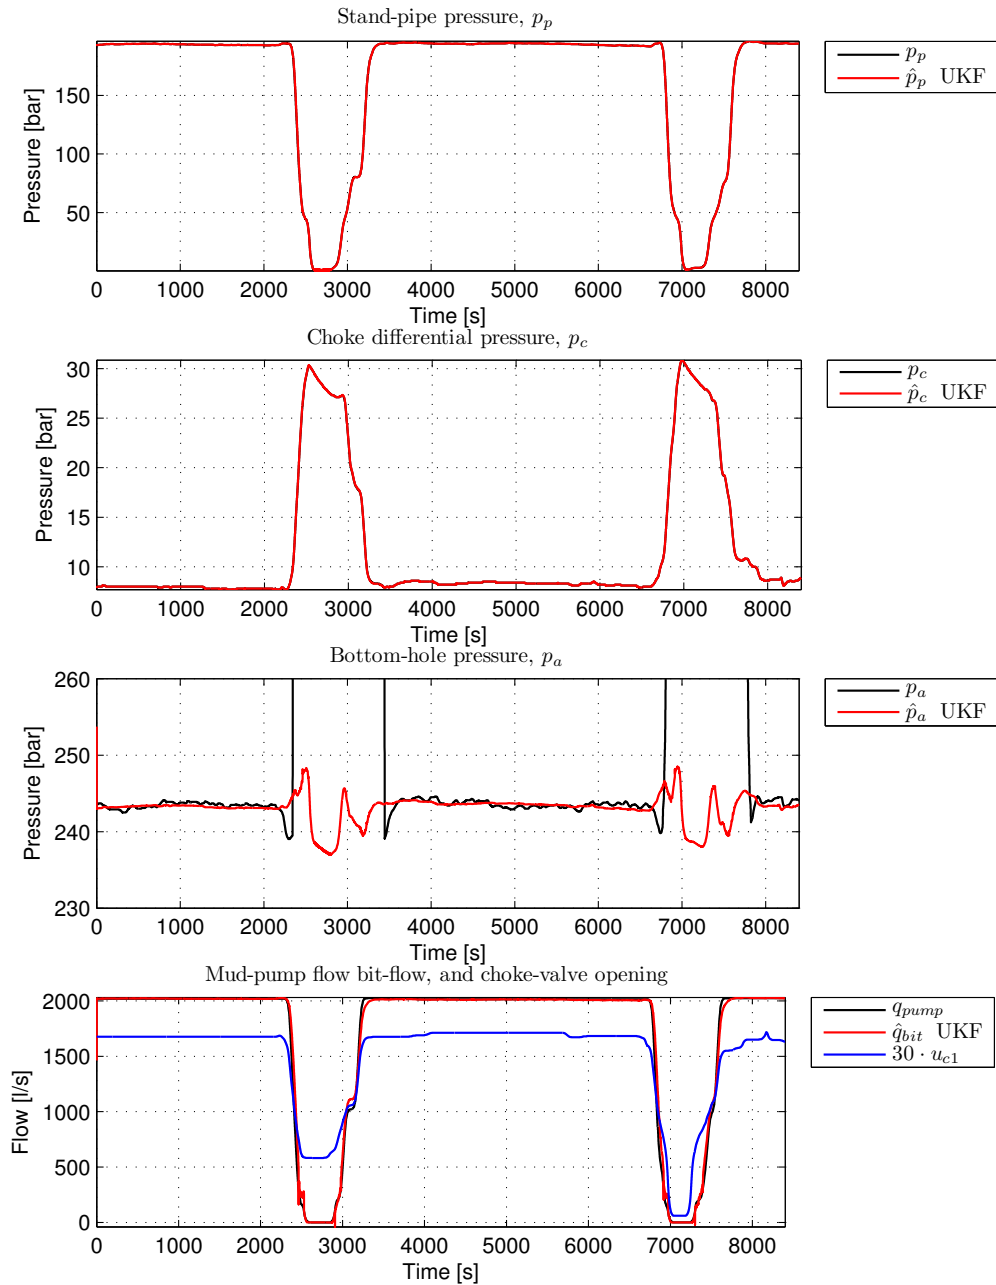 Stand-pipe pressure, p_p
p_p
p̂_p UKF
150
100
50
Pressure [bar]
0 1000 2000 3000 4000 5000 6000 7000 8000
Time [s]
Choke differential pressure, p_c
p_c
p̂_c UKF
30
25
20
15
10
Pressure [bar]
0 1000 2000 3000 4000 5000 6000 7000 8000
Time [s]
Bottom-hole pressure, p_a
p_a
p̂_a UKF
260
250
240
230
Pressure [bar]
0 1000 2000 3000 4000 5000 6000 7000 8000
Time [s]
Mud-pump flow bit-flow, and choke-valve opening
q_pump
q̂_bit UKF
30 · u_c1
2000
1500
1000
500
0
Flow [l/s]
0 1000 2000 3000 4000 5000 6000 7000 8000
Time [s]